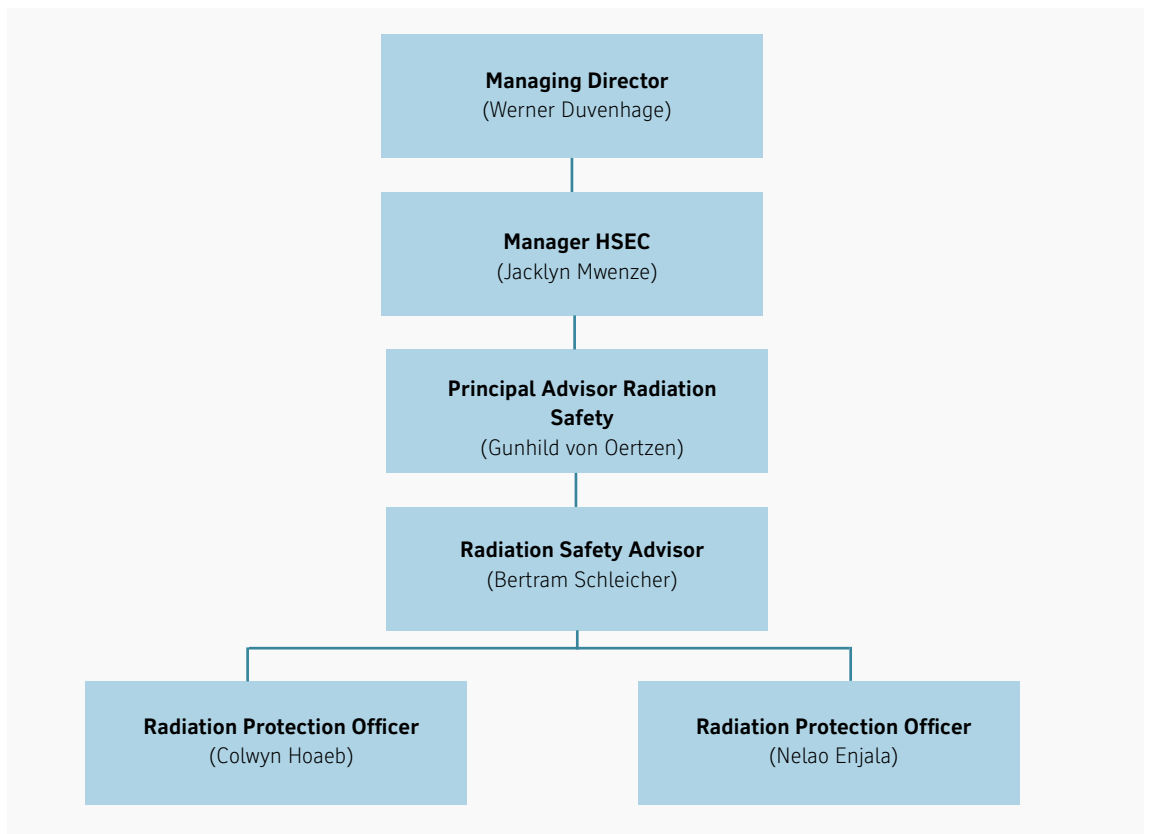 Managing Director
(Werner Duvenhage)
Manager HSEC
(Jacklyn Mwenze)
Principal Advisor Radiation
Safety
(Gunhild von Oertzen)
Radiation Safety Advisor
(Bertram Schleicher)
Radiation Protection Officer
(Colwyn Hoaeb)
Radiation Protection Officer
(Nelao Enjala)